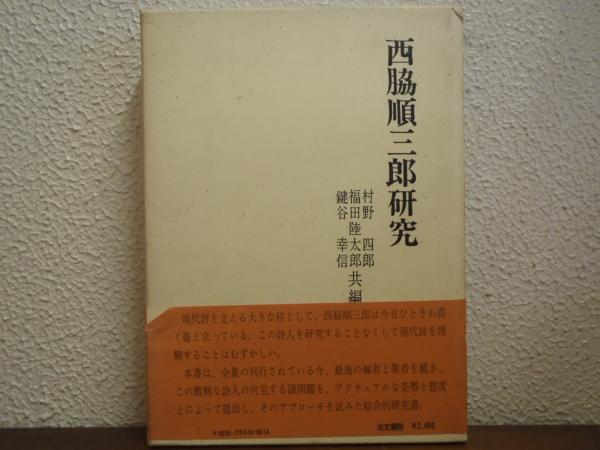 西脇順三郎研究
村野 四郎
福田陸太郎共編
鍵谷 幸信
現代詩を支える大きな柱として、西脇順三郎は今日ひときわ高
く聳え立っている。この詩人を研究することなくして現代詩を理
解することはむずかしい。
本書は、全集の刊行されている今、最適の編者と筆者を戴き、
この難解な詩人の内包する諸問題を、アクチュアルな姿勢と態度
とによって提出し、そのアプローチを試みた綜合的研究書。
右文書院 ¥2,400